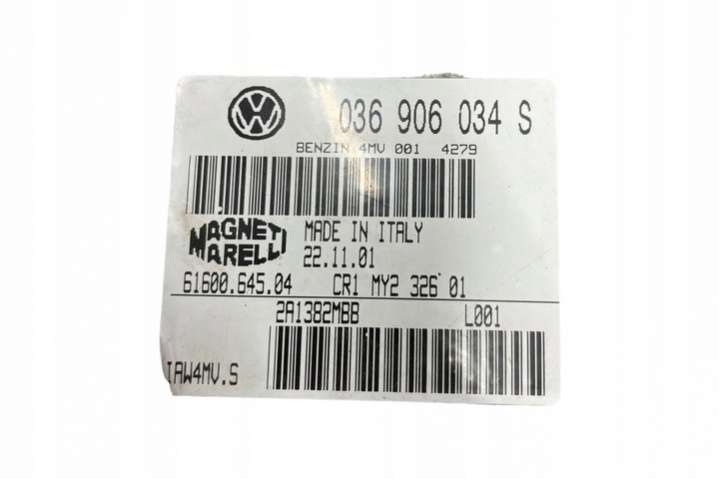 VW
036 906 034 S
BENZIN 4MV 001 4279
MAGNETI MARELLI
MADE IN ITALY
22.11.01
61600.645.04 CR1 MY2 326 01
2A1382MBB L001
IAW4MV.S